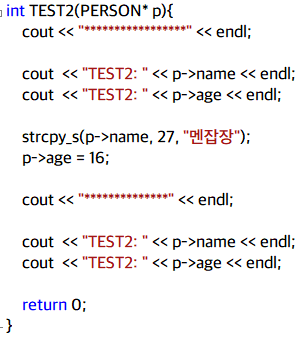 int TEST2(PERSON* p){
cout << "*****************" << endl;
cout << "TEST2: " << p->name << endl;
cout << "TEST2: " << p->age << endl;
strcpy_s(p->name, 27, "멘잡장");
p->age = 16;
cout << "**************" << endl;
cout << "TEST2: " << p->name << endl;
cout << "TEST2: " << p->age << endl;
return 0;
}